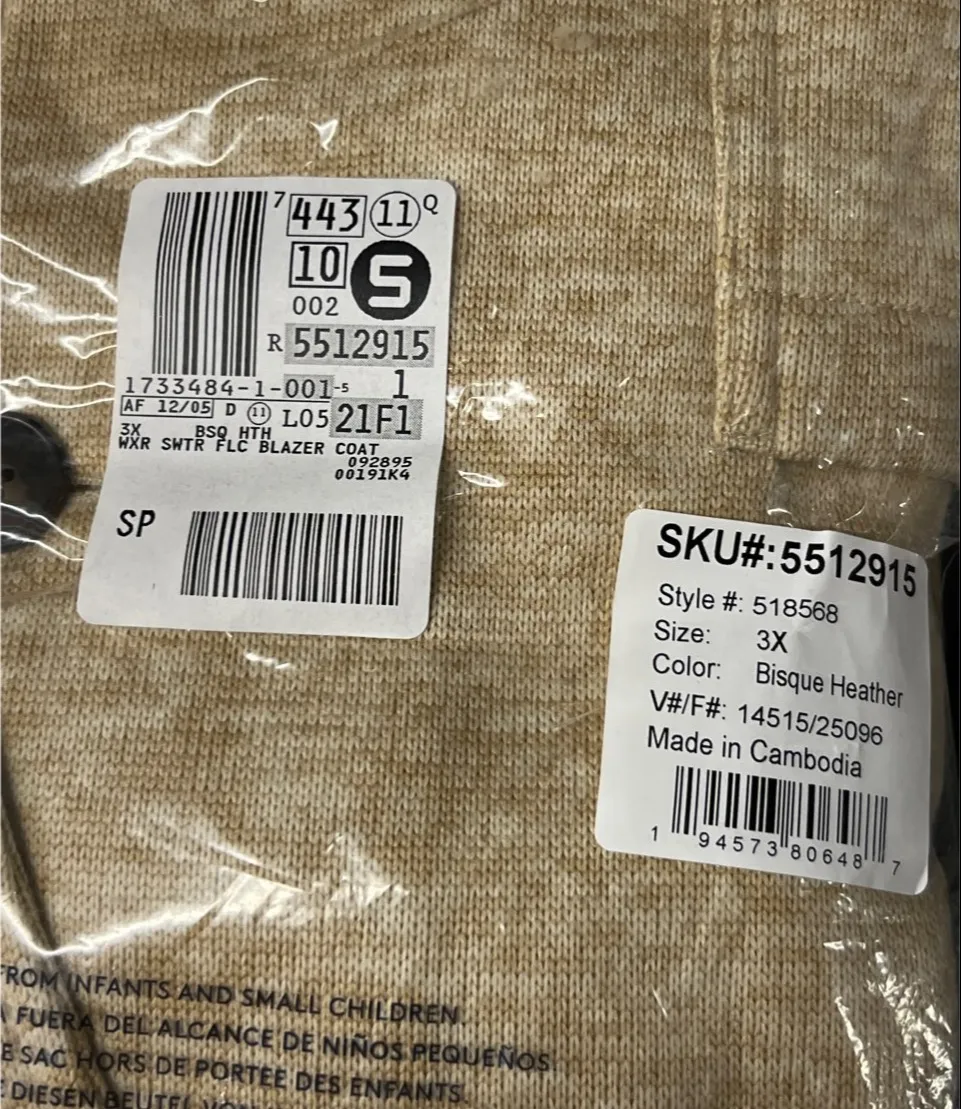 7 443 11 Q
10 S
002
R 5512915
1733484-1-001-5 1
AF 12/05 D 11 L05 21F1
3X BSQ HTH
WXR SWTR FLC BLAZER COAT
092895
00191K4
SP
SKU#:5512915
Style #: 518568
Size: 3X
Color: Bisque Heather
V#/F#: 14515/25096
Made in Cambodia
1 94573 80648 7
FROM INFANTS AND SMALL CHILDREN.
FUERA DEL ALCANCE DE NIÑOS PEQUEÑOS
SAC HORS DE PORTEE DES ENFANTS.
DIESEN BEUTEL